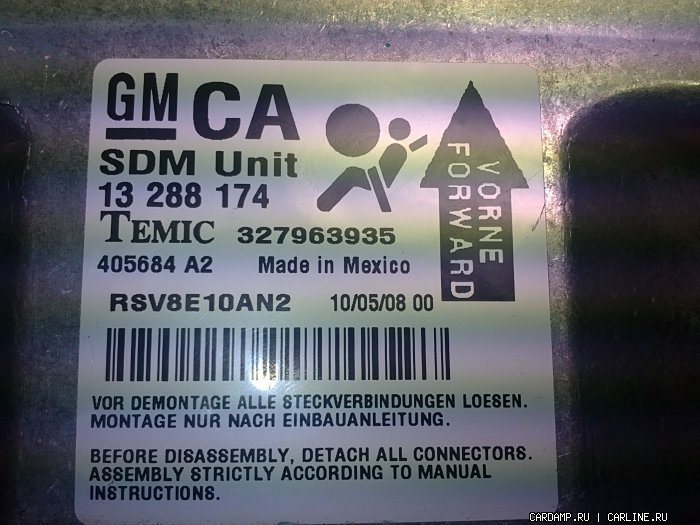 GM CA
SDM Unit
13 288 174
TEMIC 327963935
405684 A2 Made in Mexico
RSV8E10AN2 10/05/08 00
VORNE
FORWARD
VOR DEMONTAGE ALLE STECKVERBINDUNGEN LOESEN.
MONTAGE NUR NACH EINBAUANLEITUNG.
BEFORE DISASSEMBLY, DETACH ALL CONNECTORS.
ASSEMBLY STRICTLY ACCORDING TO MANUAL
INSTRUCTIONS.
CARDAMP.RU | CARLINE.RU